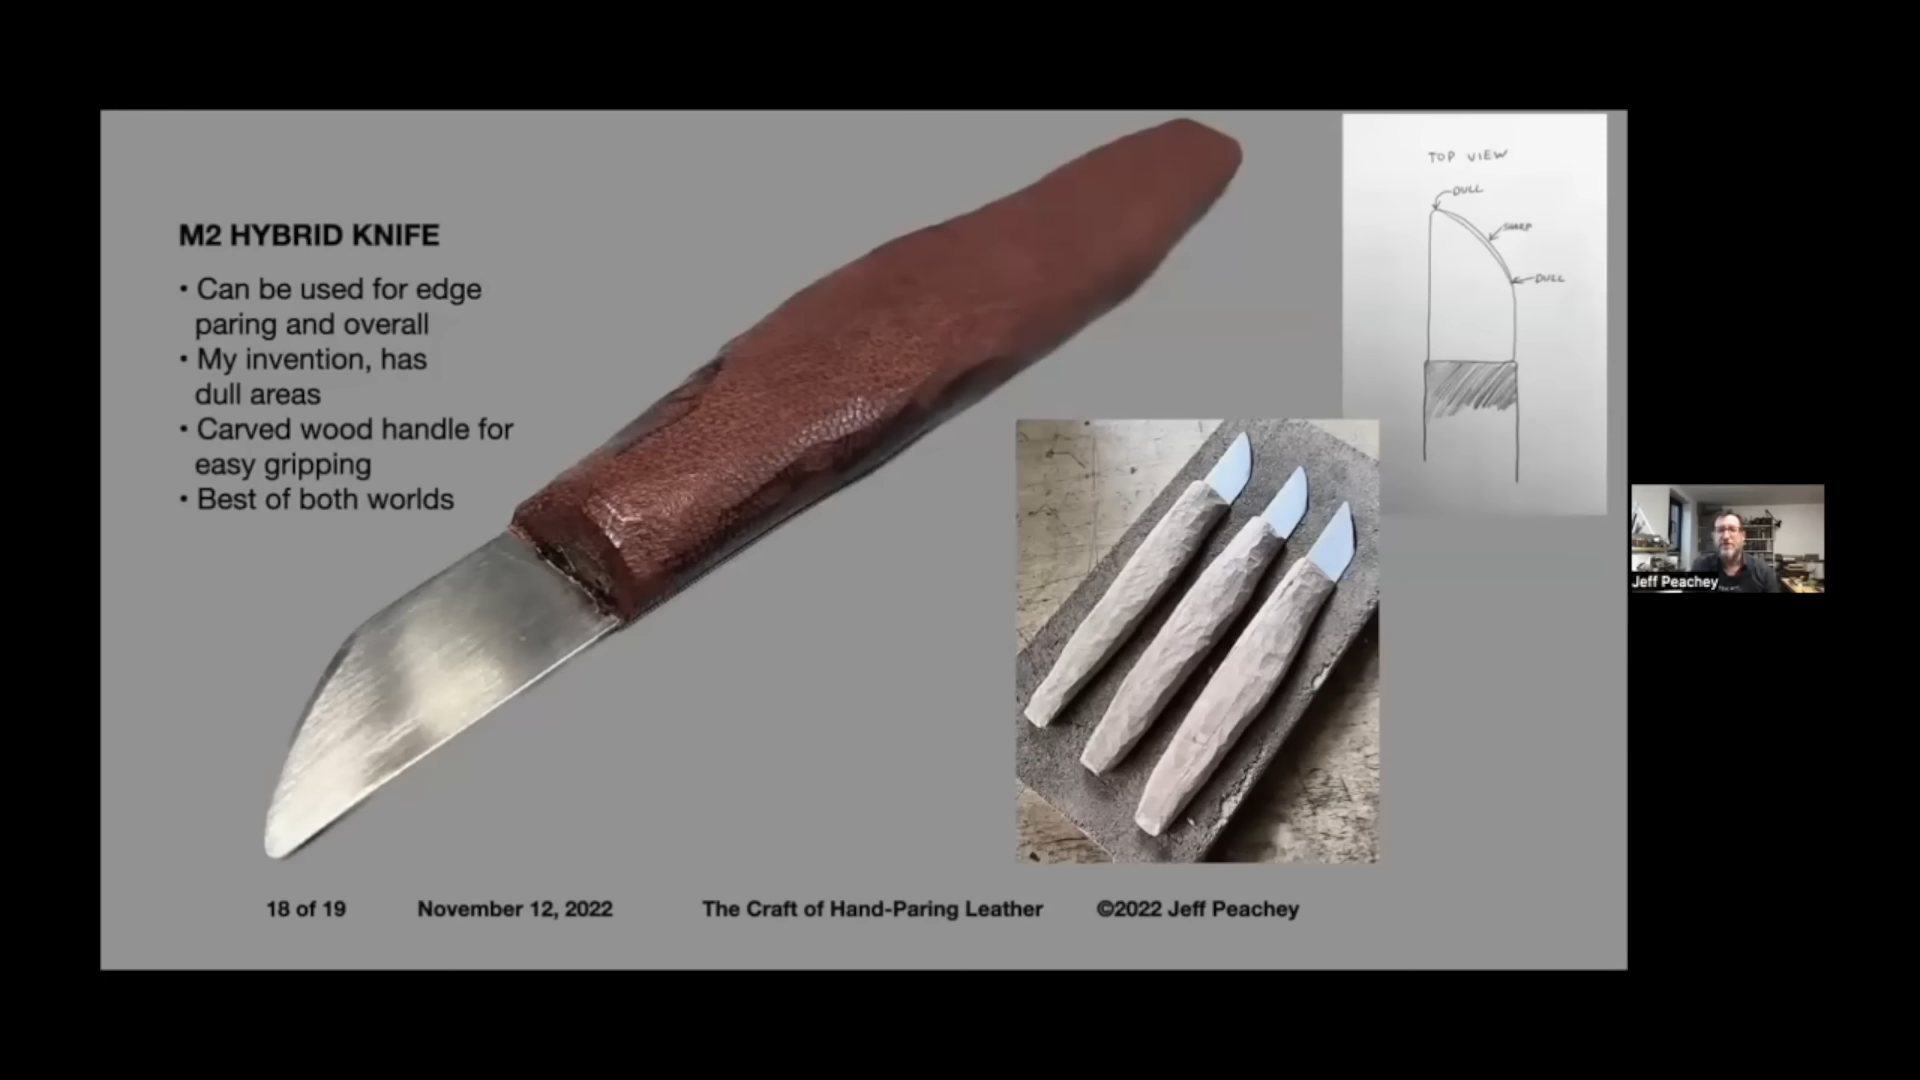 M2 HYBRID KNIFE
• Can be used for edge
paring and overall
• My invention, has
dull areas
• Carved wood handle for
easy gripping
• Best of both worlds
TOP VIEW
DULL
SHARP
DULL
Jeff Peachey
18 of 19 November 12, 2022 The Craft of Hand-Paring Leather ©2022 Jeff Peachey